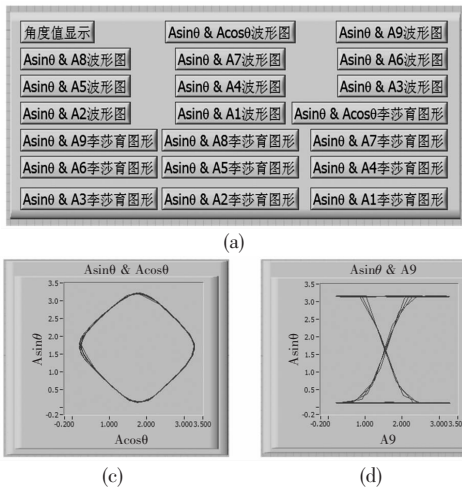 角度值显示 Asinθ & Acosθ波形图 Asinθ & A9波形图
Asinθ & A8波形图 Asinθ & A7波形图 Asinθ & A6波形图
Asinθ & A5波形图 Asinθ & A4波形图 Asinθ & A3波形图
Asinθ & A2波形图 Asinθ & A1波形图 Asinθ & Acosθ李莎育图形
Asinθ & A9李莎育图形 Asinθ & A8李莎育图形 Asinθ & A7李莎育图形
Asinθ & A6李莎育图形 Asinθ & A5李莎育图形 Asinθ & A4李莎育图形
Asinθ & A3李莎育图形 Asinθ & A2李莎育图形 Asinθ & A1李莎育图形
(a)
Asinθ & Acosθ
3.5
3.0
2.5
2.0
1.5
1.0
0.5
-0.2
Asinθ
-0.200 1.000 2.000 3.000 3.500
Acosθ
(c)
Asinθ & A9
3.5
3.0
2.5
2.0
1.5
1.0
0.5
-0.2
Asinθ
-0.200 1.000 2.000 3.000 3.500
A9
(d)